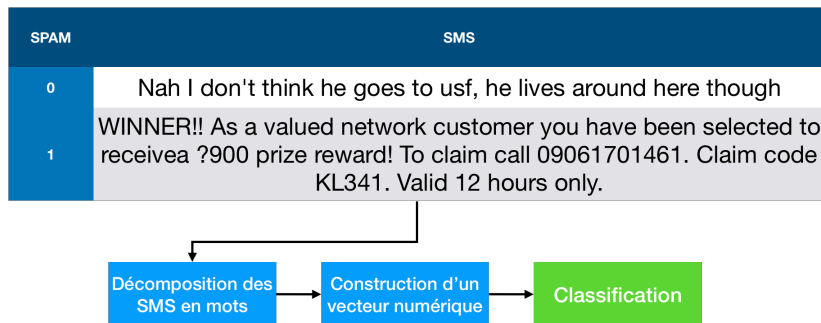 SPAM SMS
0 Nah I don't think he goes to usf, he lives around here though
WINNER!! As a valued network customer you have been selected to
1 receivea ?900 prize reward! To claim call 09061701461. Claim code
KL341. Valid 12 hours only.
Décomposition des
SMS en mots
Construction d'un
vecteur numérique
Classification